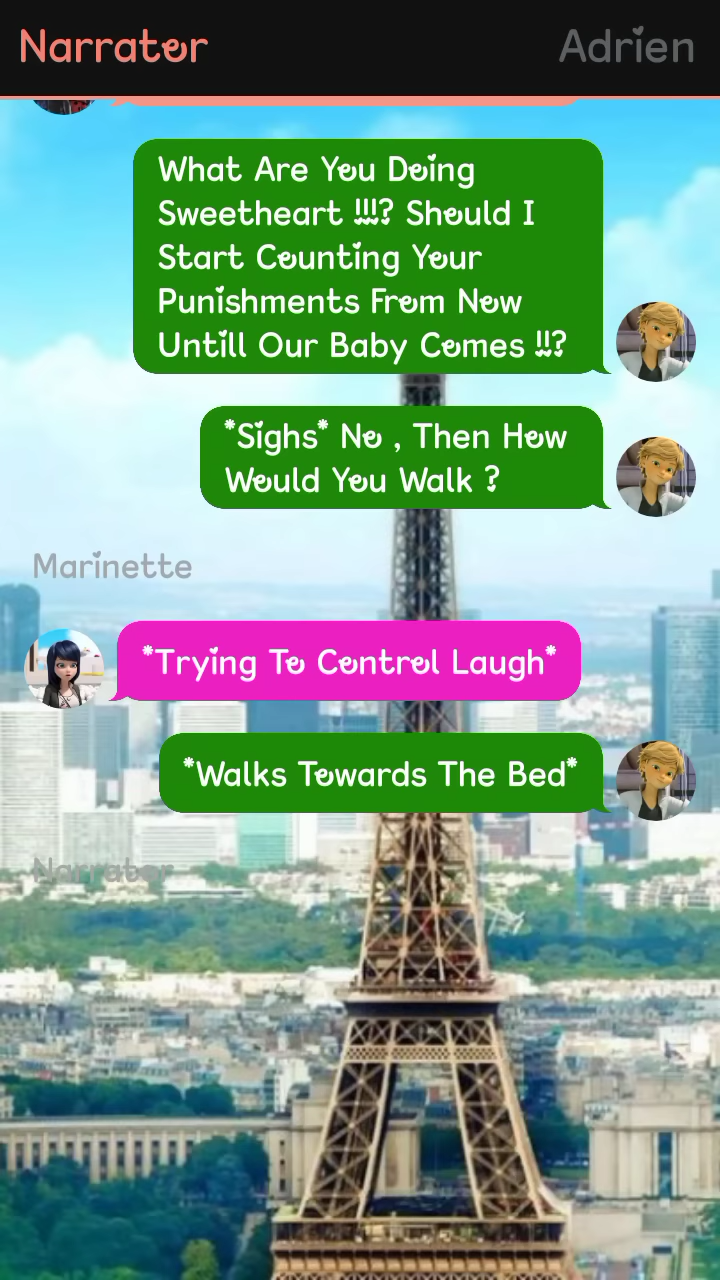 Narrator
Adrien
What Are You Doing
Sweetheart !!!? Should I
Start Counting Your
Punishments From Now
Untill Our Baby Comes !!?
*Sighs* No , Then How
Would You Walk ?
Marinette
*Trying To Control Laugh*
*Walks Towards The Bed*
Narrator